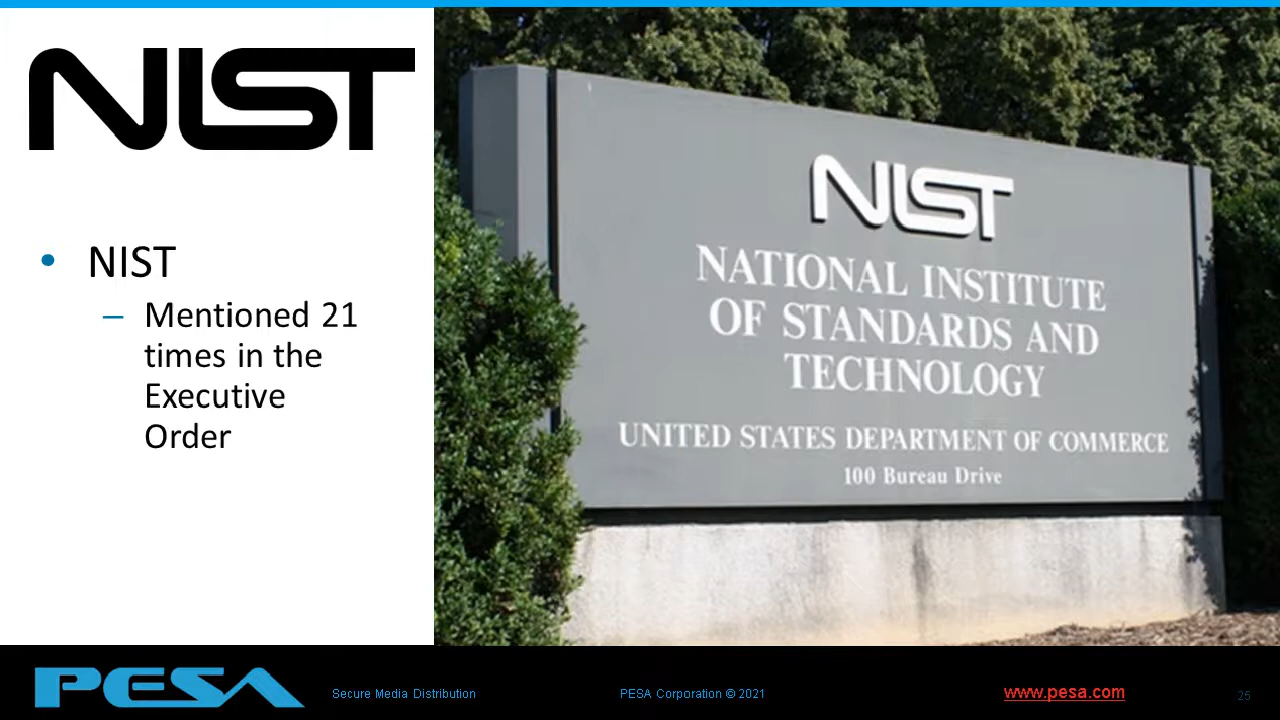 NIST
• NIST
– Mentioned 21
times in the
Executive
Order
NIST
NATIONAL INSTITUTE
OF STANDARDS AND
TECHNOLOGY
UNITED STATES DEPARTMENT OF COMMERCE
100 Bureau Drive
PESA
Secure Media Distribution
PESA Corporation © 2021
www.pesa.com
25